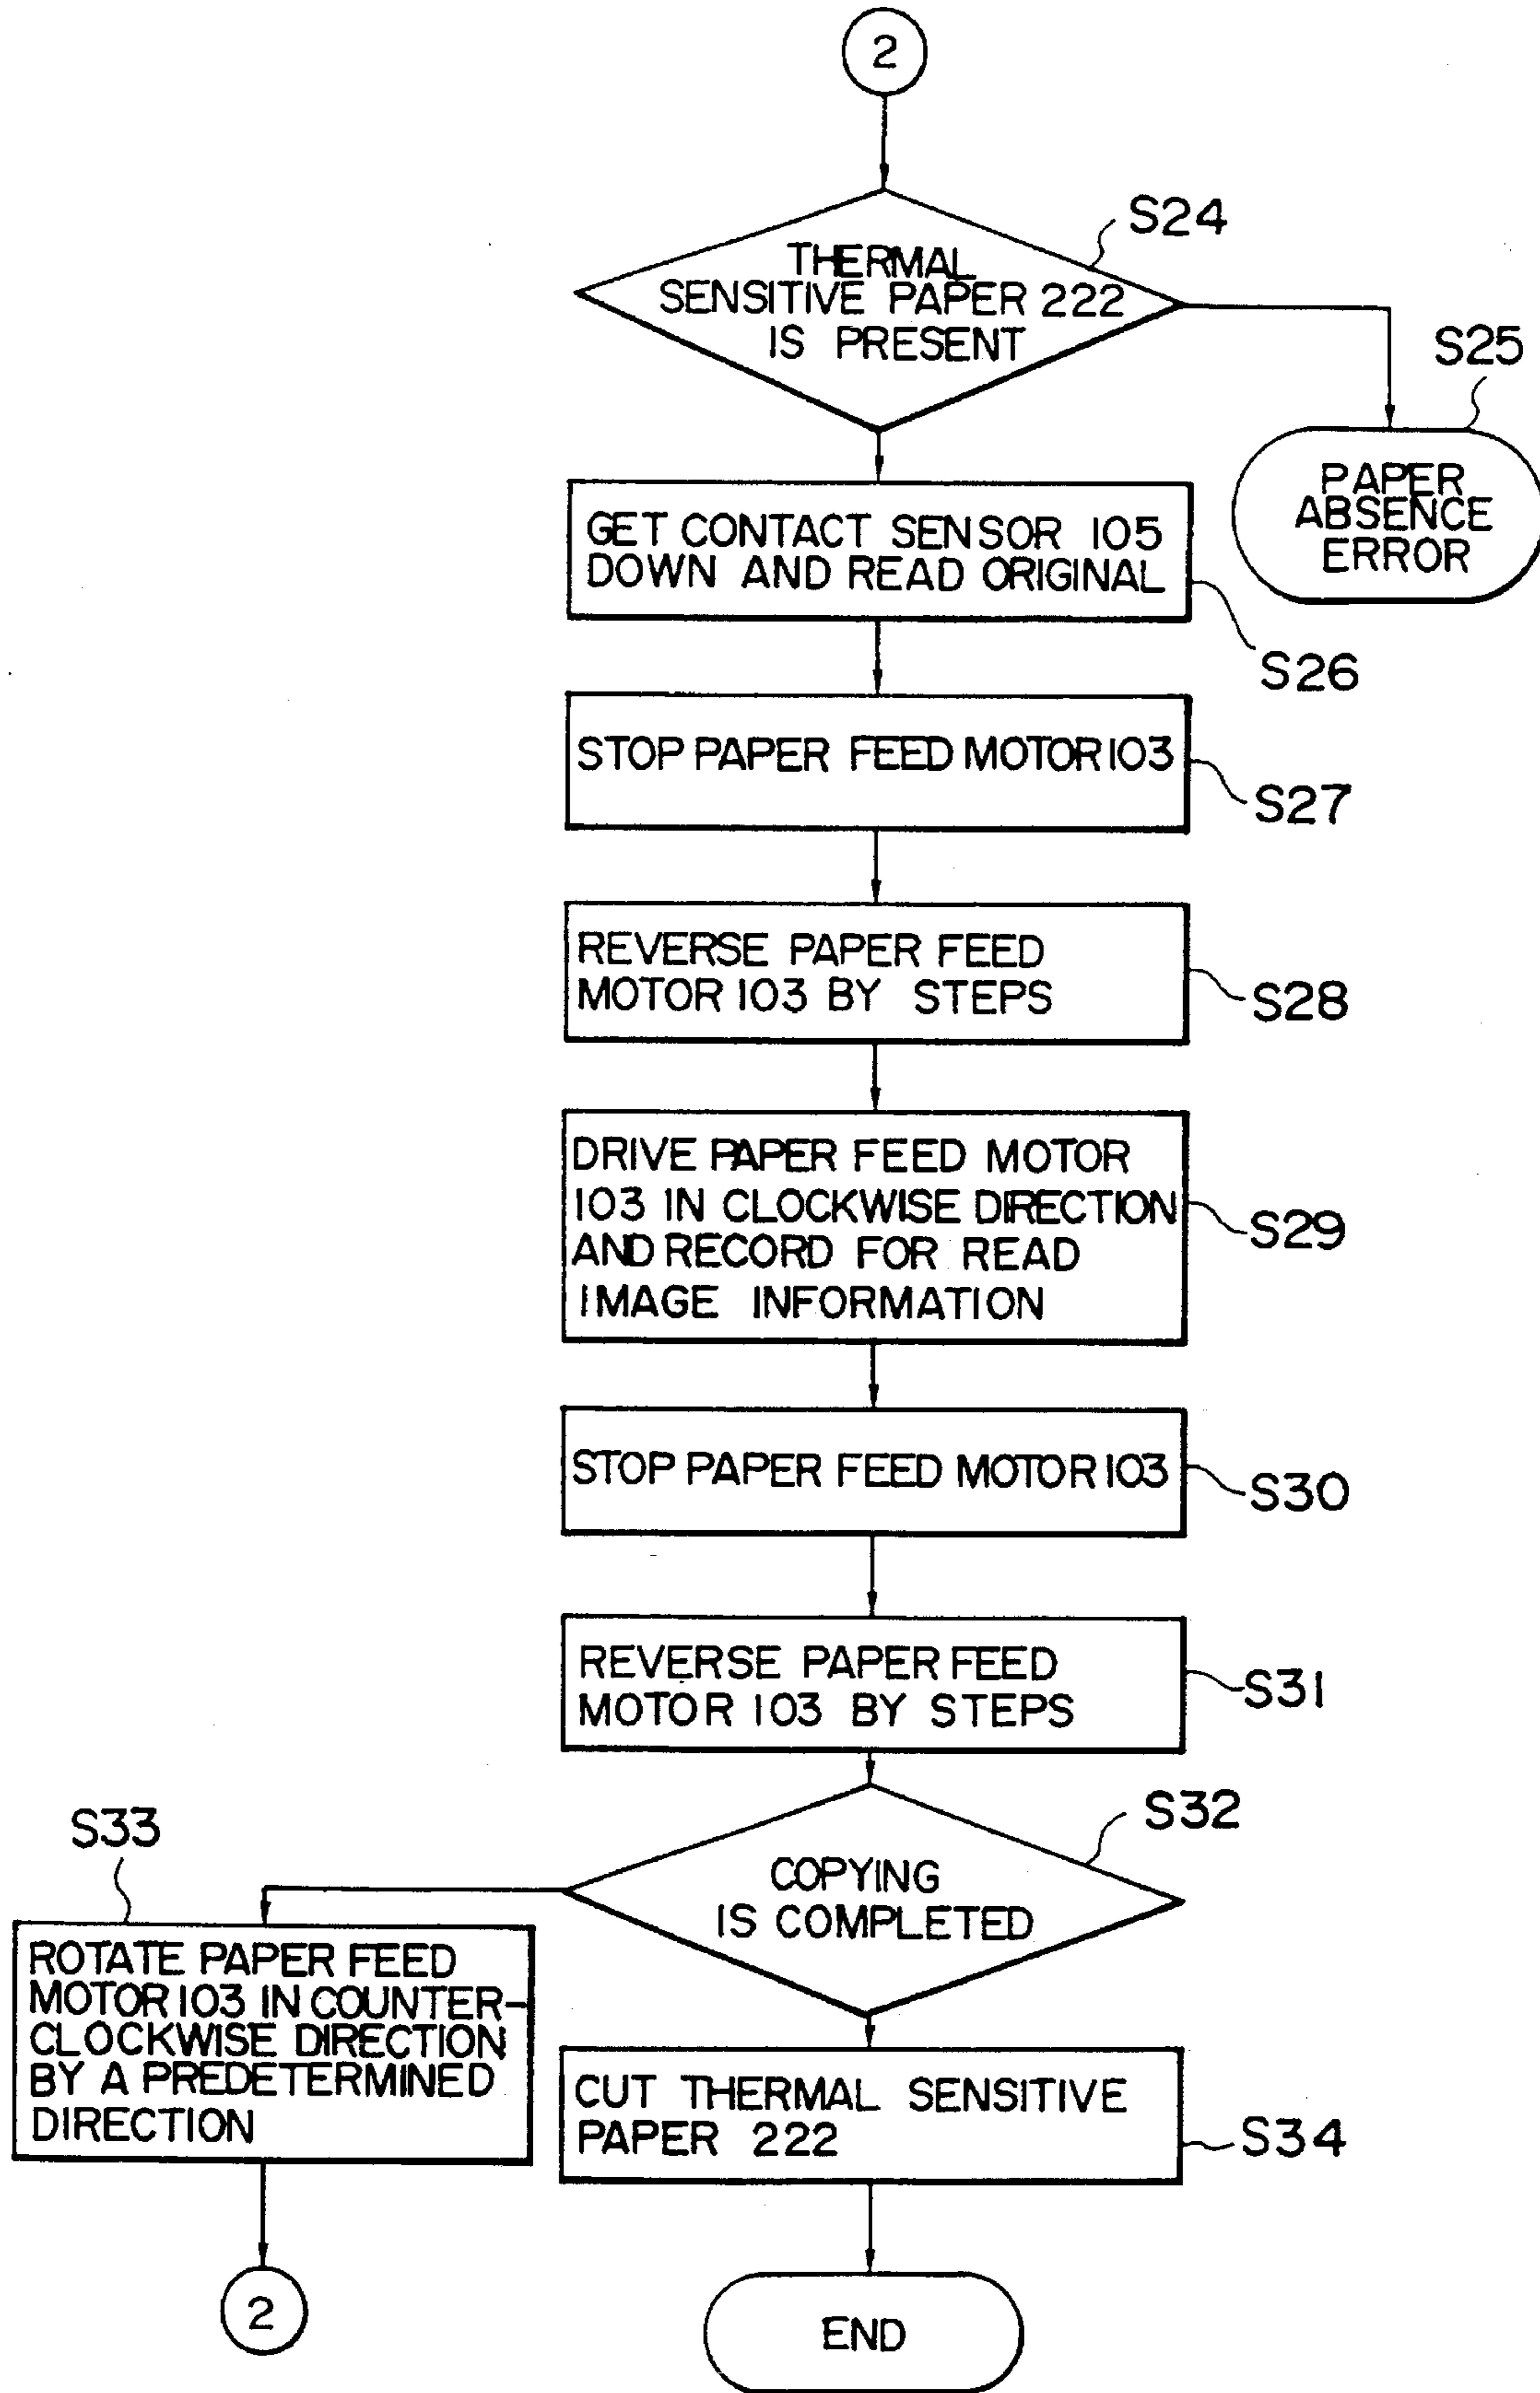 2
S24
THERMAL
SENSITIVE PAPER 222
IS PRESENT
S25
PAPER
ABSENCE
ERROR
GET CONTACT SENSOR 105
DOWN AND READ ORIGINAL
S26
STOP PAPER FEED MOTOR 103
S27
REVERSE PAPER FEED
MOTOR 103 BY STEPS
S28
DRIVE PAPER FEED MOTOR
103 IN CLOCKWISE DIRECTION
AND RECORD FOR READ
IMAGE INFORMATION
S29
STOP PAPER FEED MOTOR 103
S30
REVERSE PAPER FEED
MOTOR 103 BY STEPS
S31
S32
COPYING
IS COMPLETED
S33
ROTATE PAPER FEED
MOTOR 103 IN COUNTER-
CLOCKWISE DIRECTION
BY A PREDETERMINED
DIRECTION
CUT THERMAL SENSITIVE
PAPER 222
S34
2
END